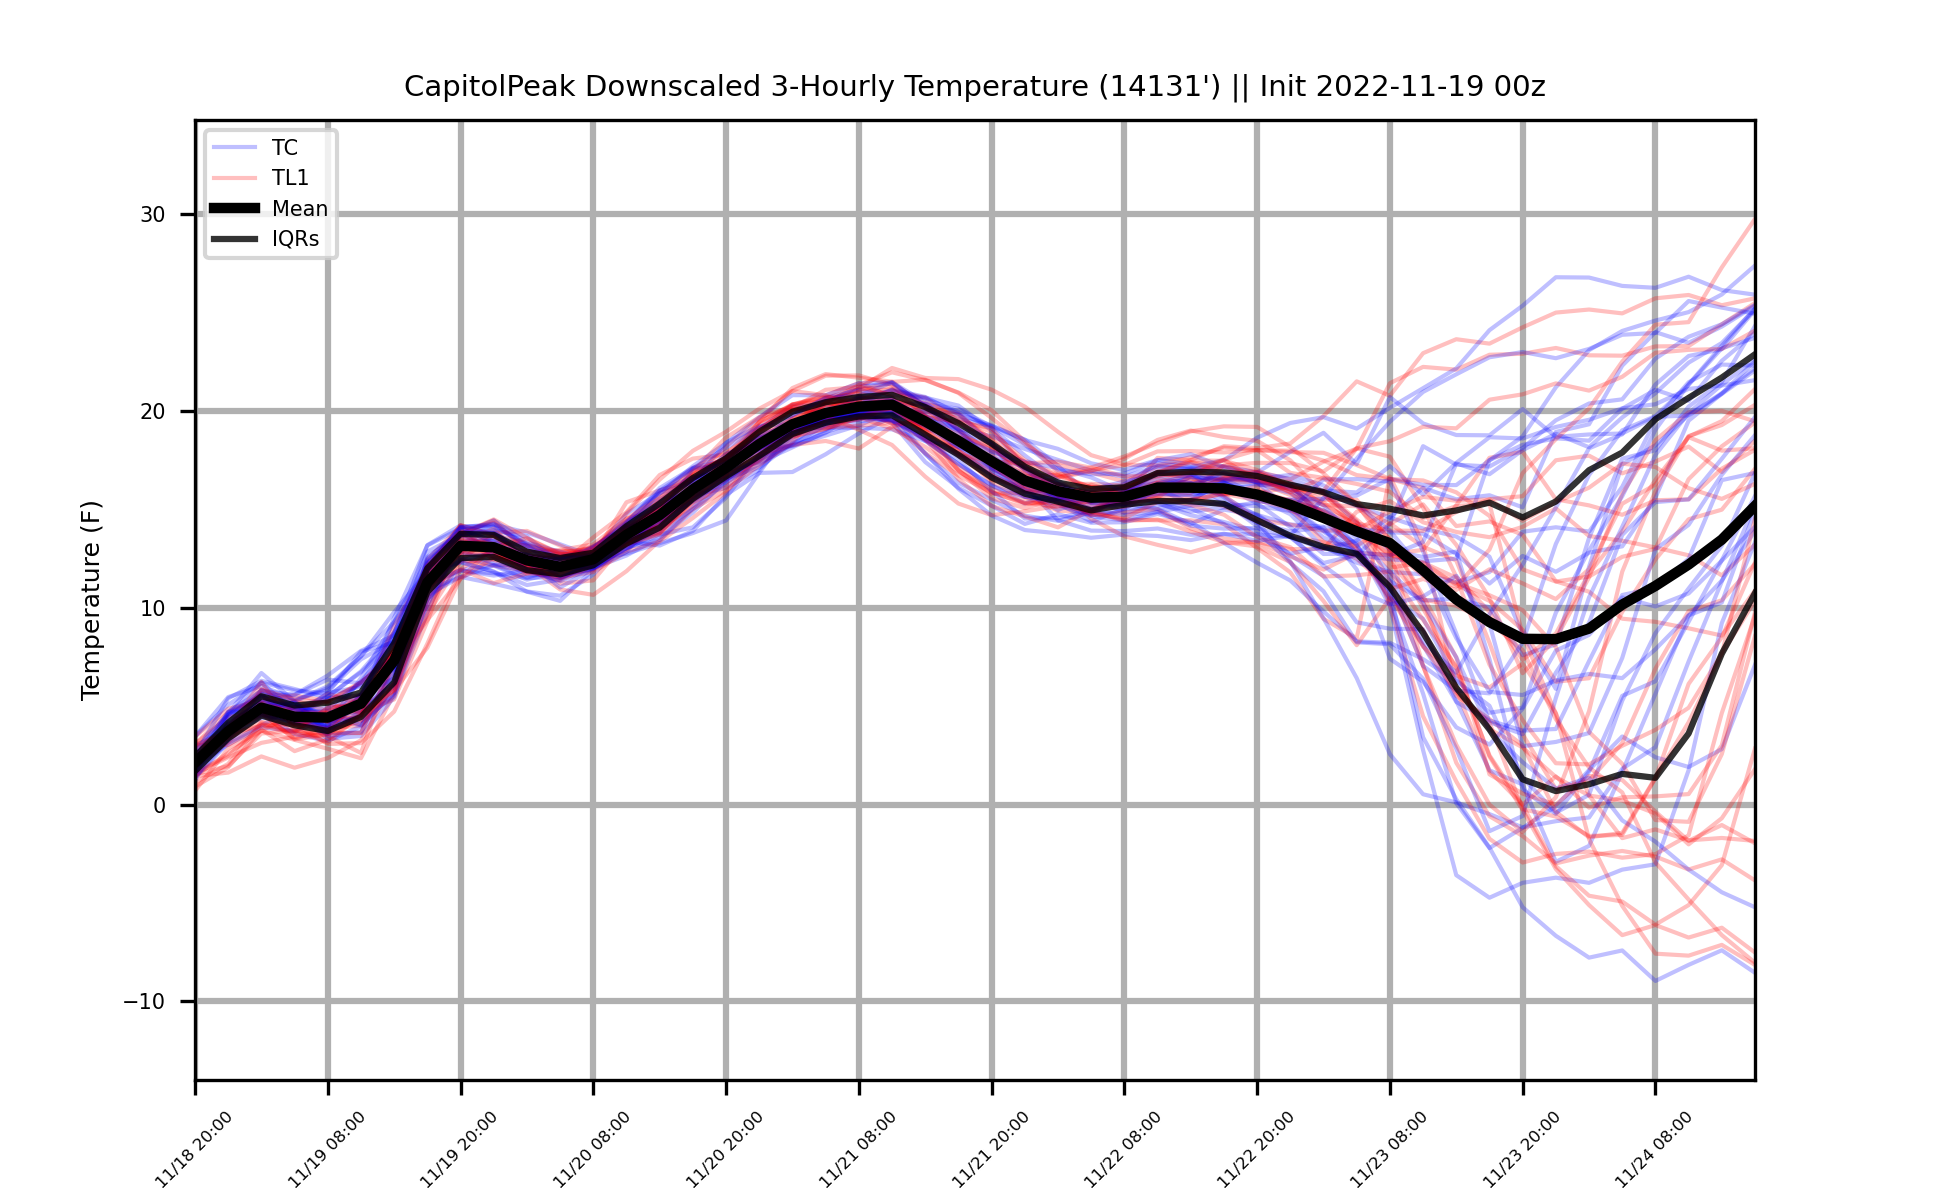 CapitolPeak Downscaled 3-Hourly Temperature (14131') || Init 2022-11-19 00z
TC
TL1
Mean
IQRs
Temperature (F)
30
20
10
0
−10
11/18 20:00
11/19 08:00
11/19 20:00
11/20 08:00
11/20 20:00
11/21 08:00
11/21 20:00
11/22 08:00
11/22 20:00
11/23 08:00
11/23 20:00
11/24 08:00